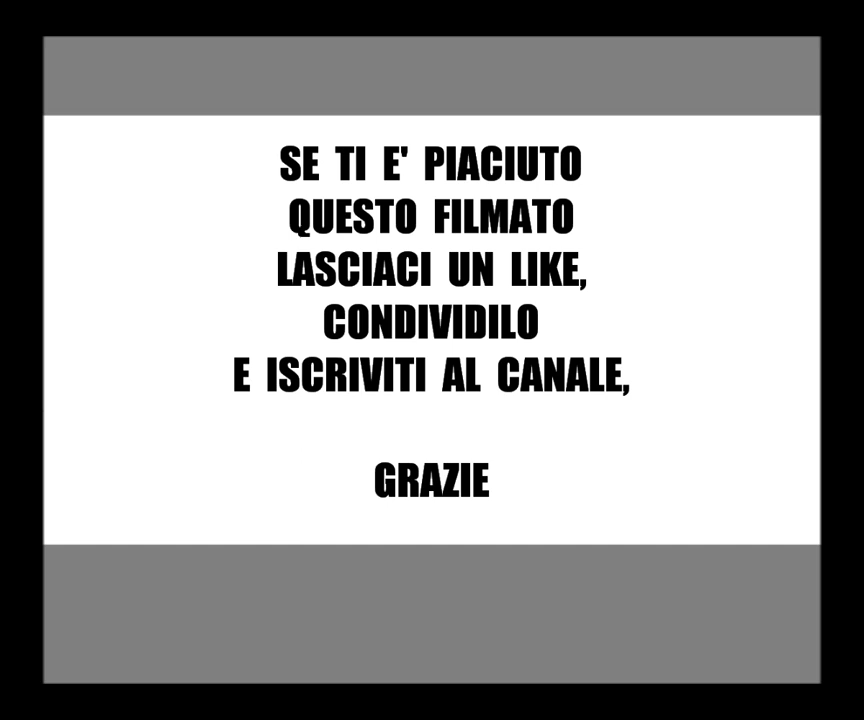 SE TI E' PIACIUTO
QUESTO FILMATO
LASCIACI UN LIKE,
CONDIVIDILO
E ISCRIVITI AL CANALE,
GRAZIE